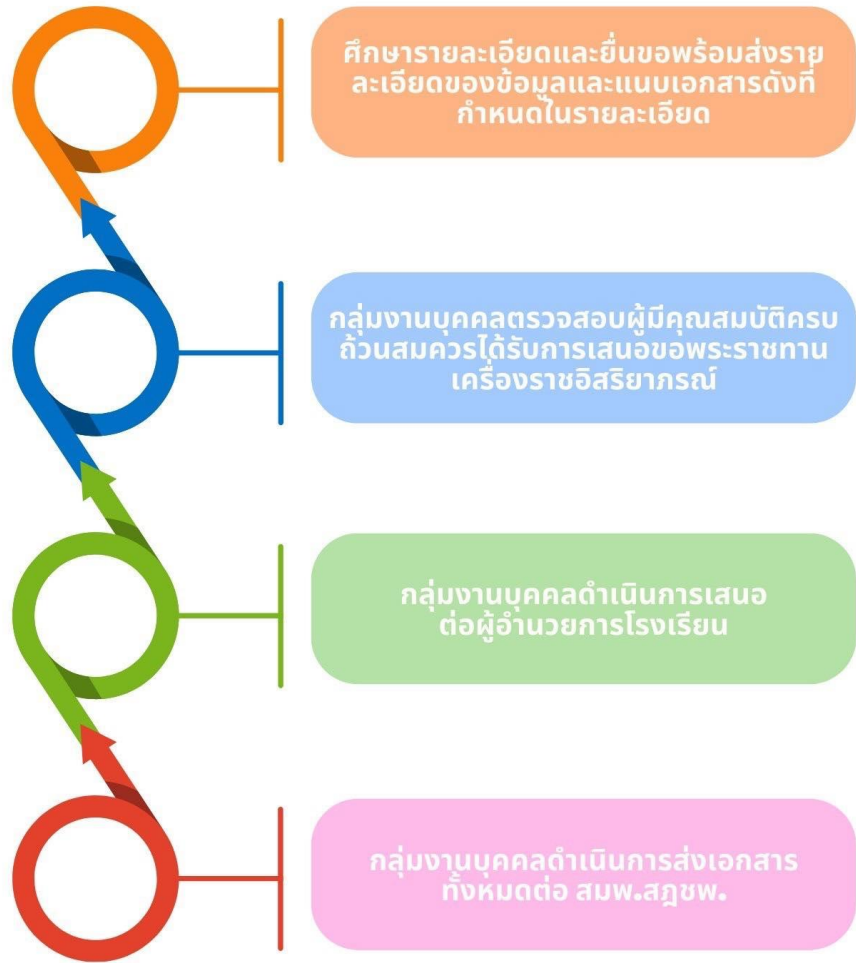 ศึกษารายละเอียดและยื่นขอพร้อมส่งราย
ละเอียดของข้อมูลและแนบเอกสารดังที่
กำหนดในรายละเอียด
กลุ่มงานบุคคลตรวจสอบผู้มีคุณสมบัติครบ
ถ้วนสมควรได้รับการเสนอขอพระราชทาน
เครื่องราชอิสริยาภรณ์
กลุ่มงานบุคคลดำเนินการเสนอ
ต่อผู้อำนวยการโรงเรียน
กลุ่มงานบุคคลดำเนินการส่งเอกสาร
ทั้งหมดต่อ สมพ.สฎชพ.